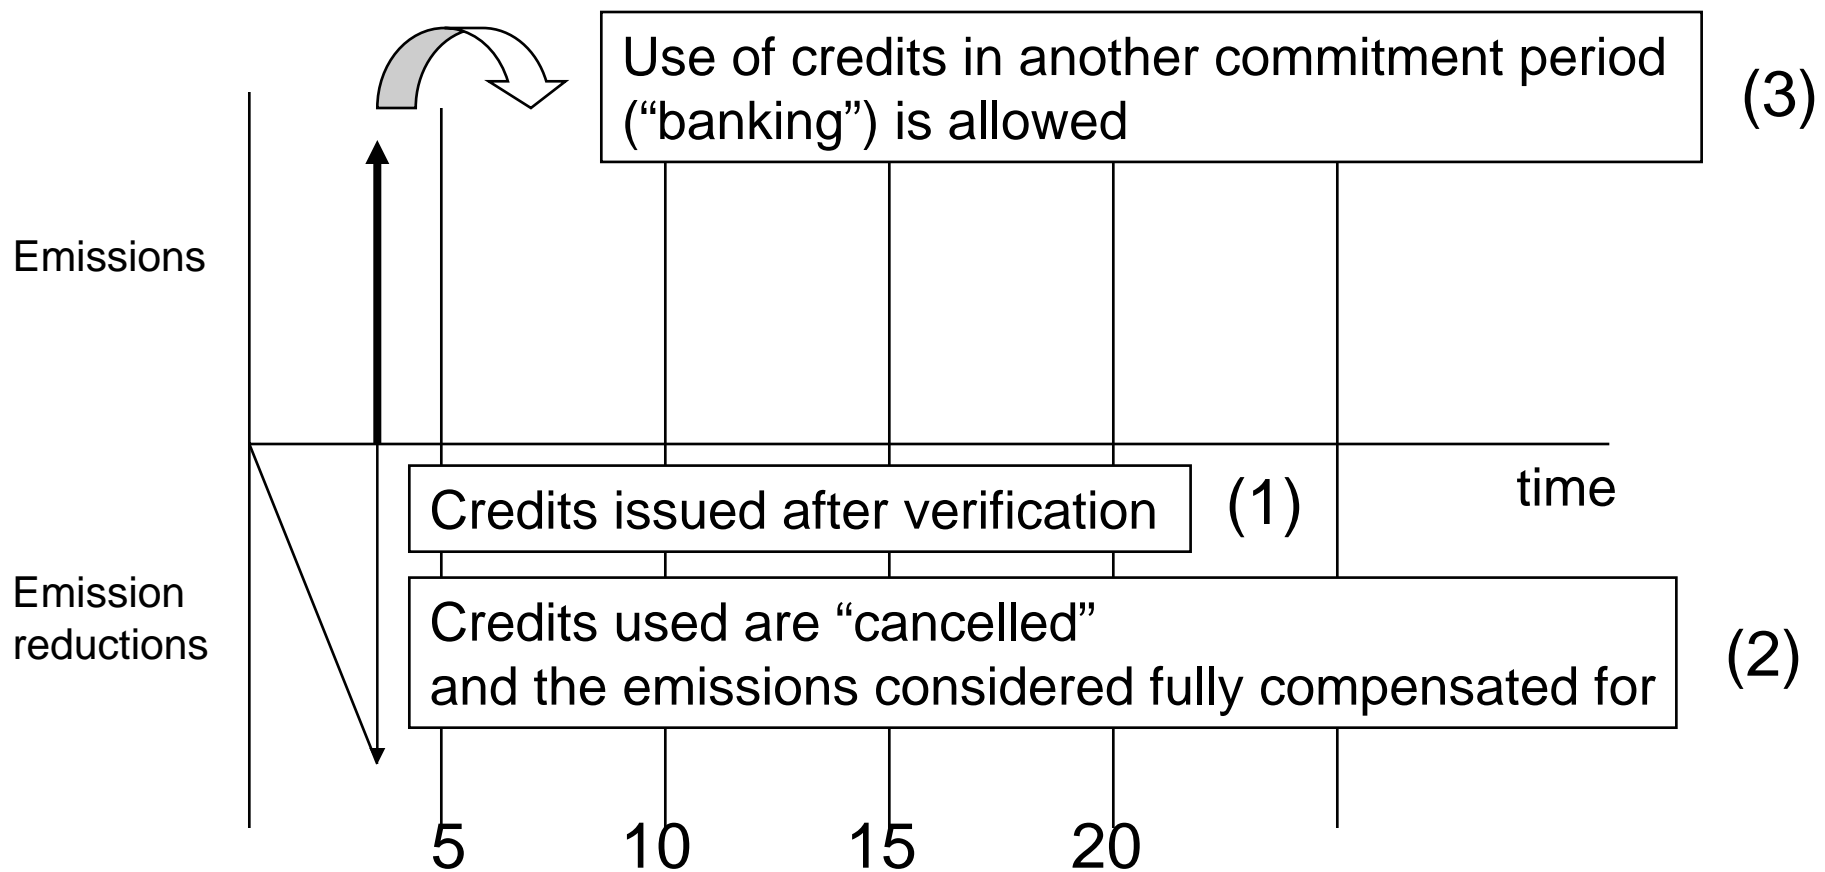 Use of credits in another commitment period
(“banking”) is allowed
(3)
Emissions
Credits issued after verification
(1)
time
Emission
reductions
Credits used are “cancelled”
and the emissions considered fully compensated for
(2)
5 10 15 20